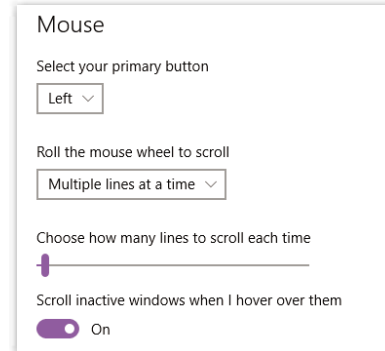 Mouse
Select your primary button
Left
Roll the mouse wheel to scroll
Multiple lines at a time
Choose how many lines to scroll each time
Scroll inactive windows when I hover over them
On